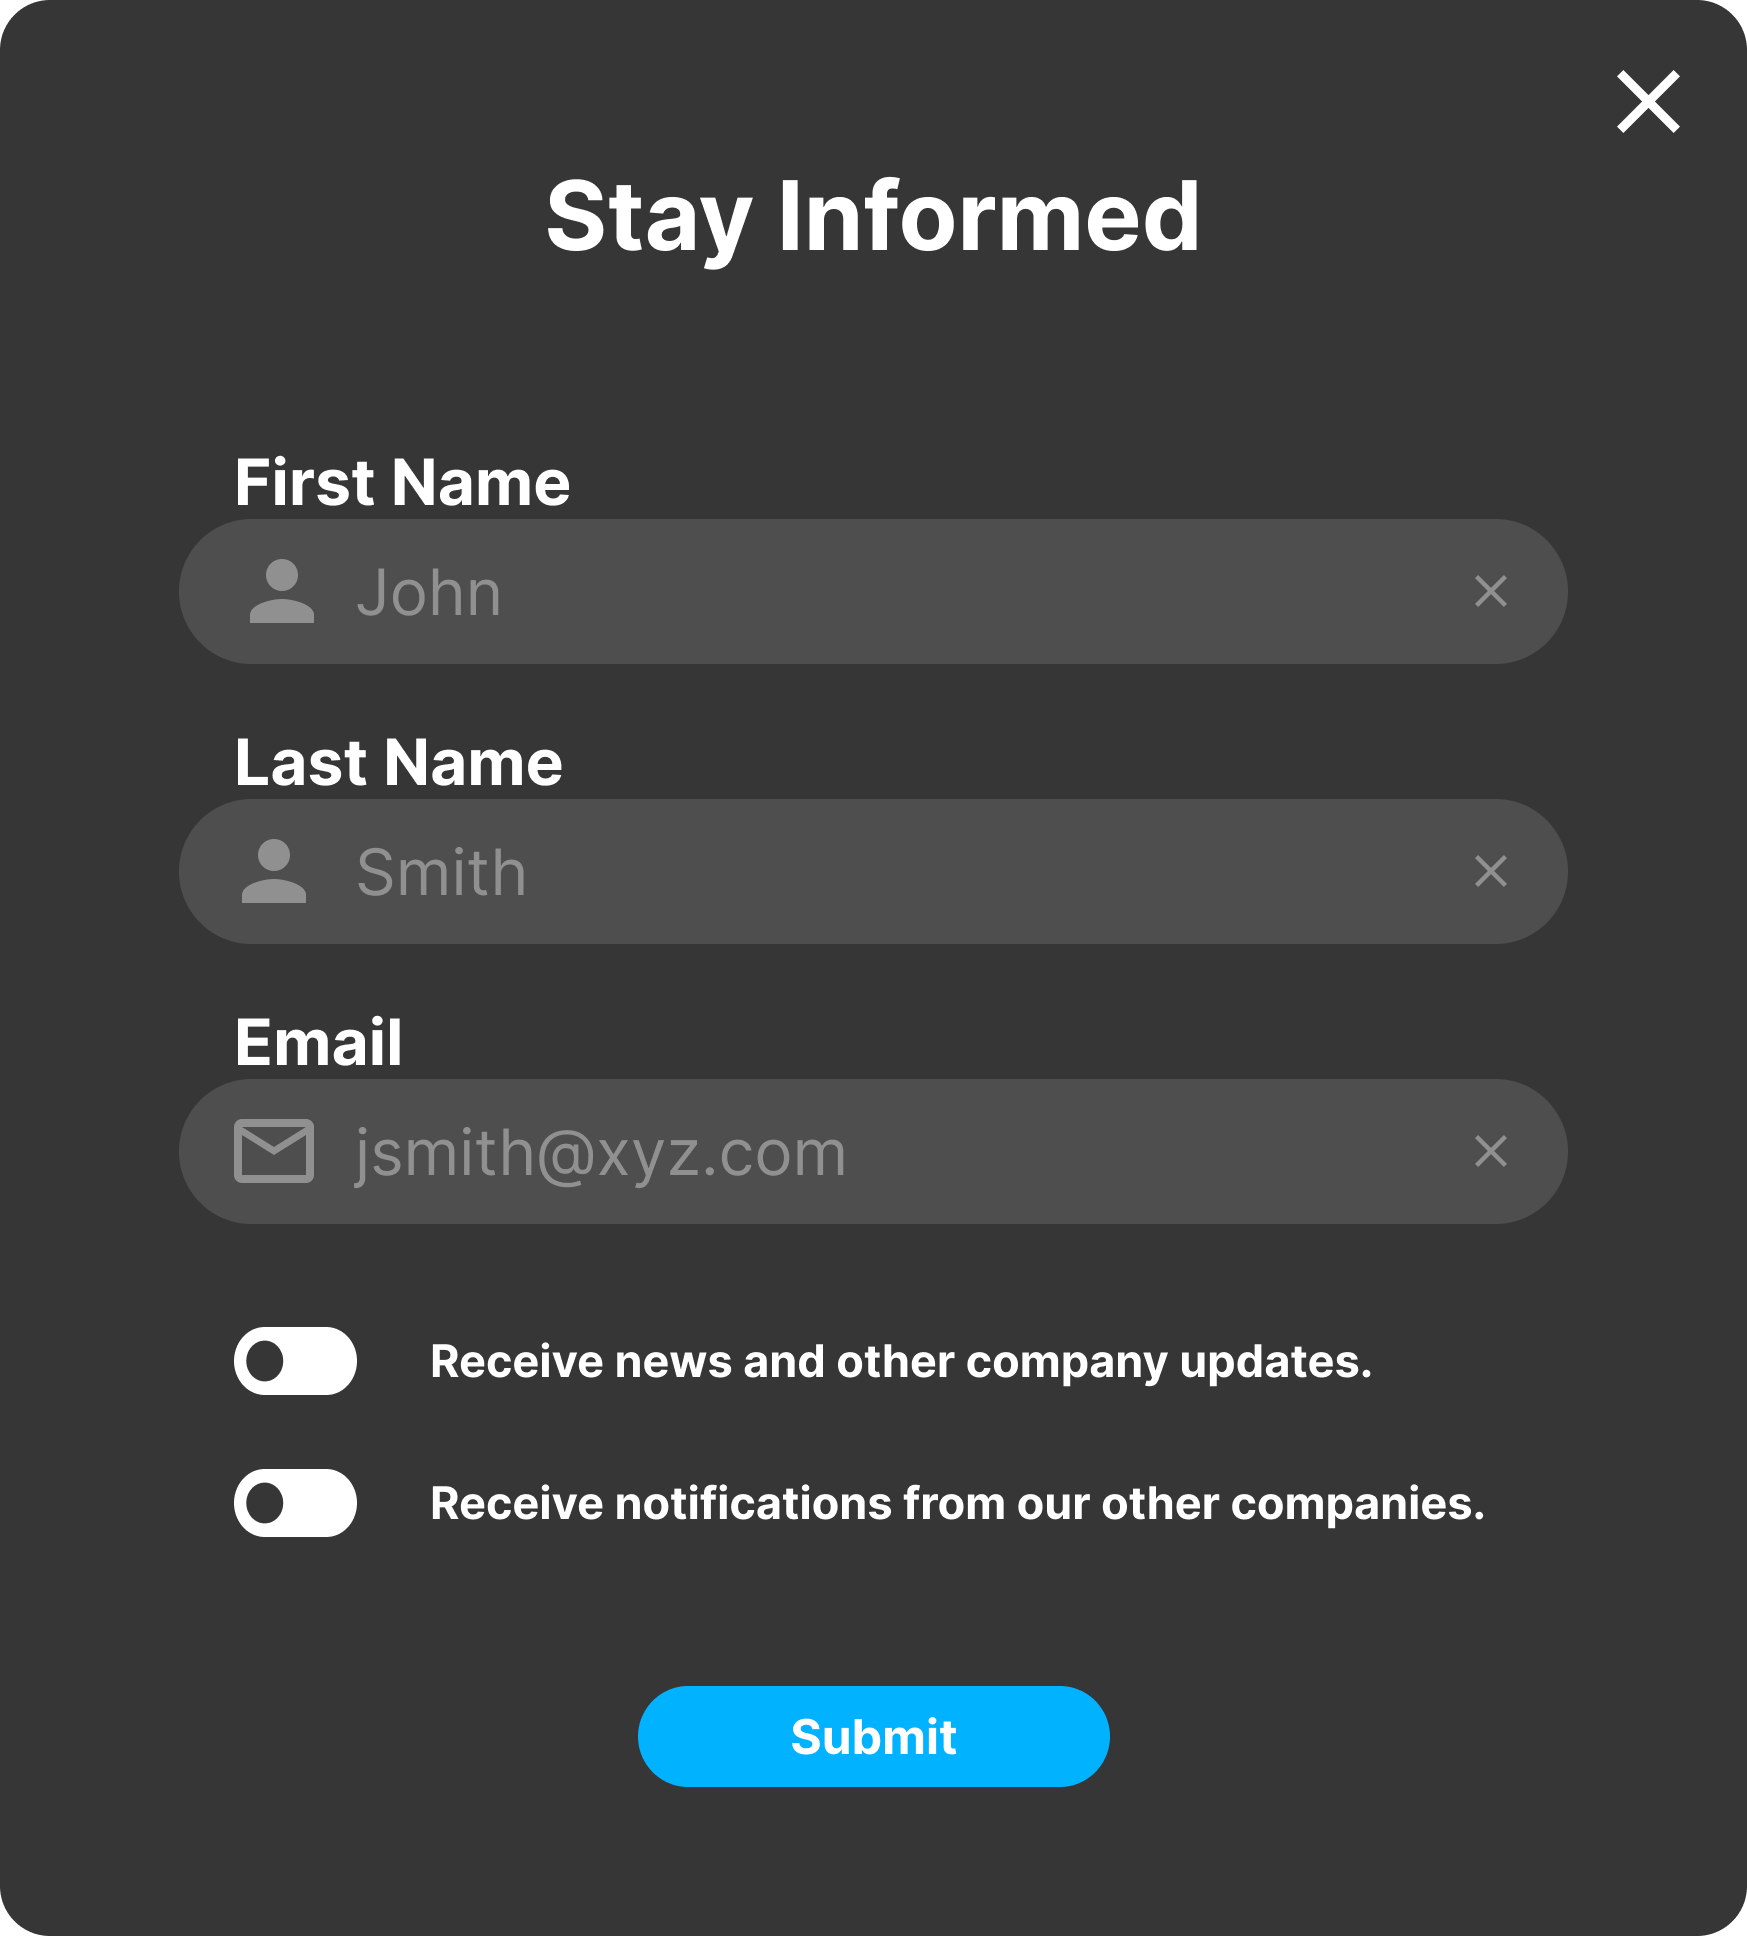 Stay Informed
First Name
John
Last Name
Smith
Email
jsmith@xyz.com
Receive news and other company updates.
Receive notifications from our other companies.
Submit